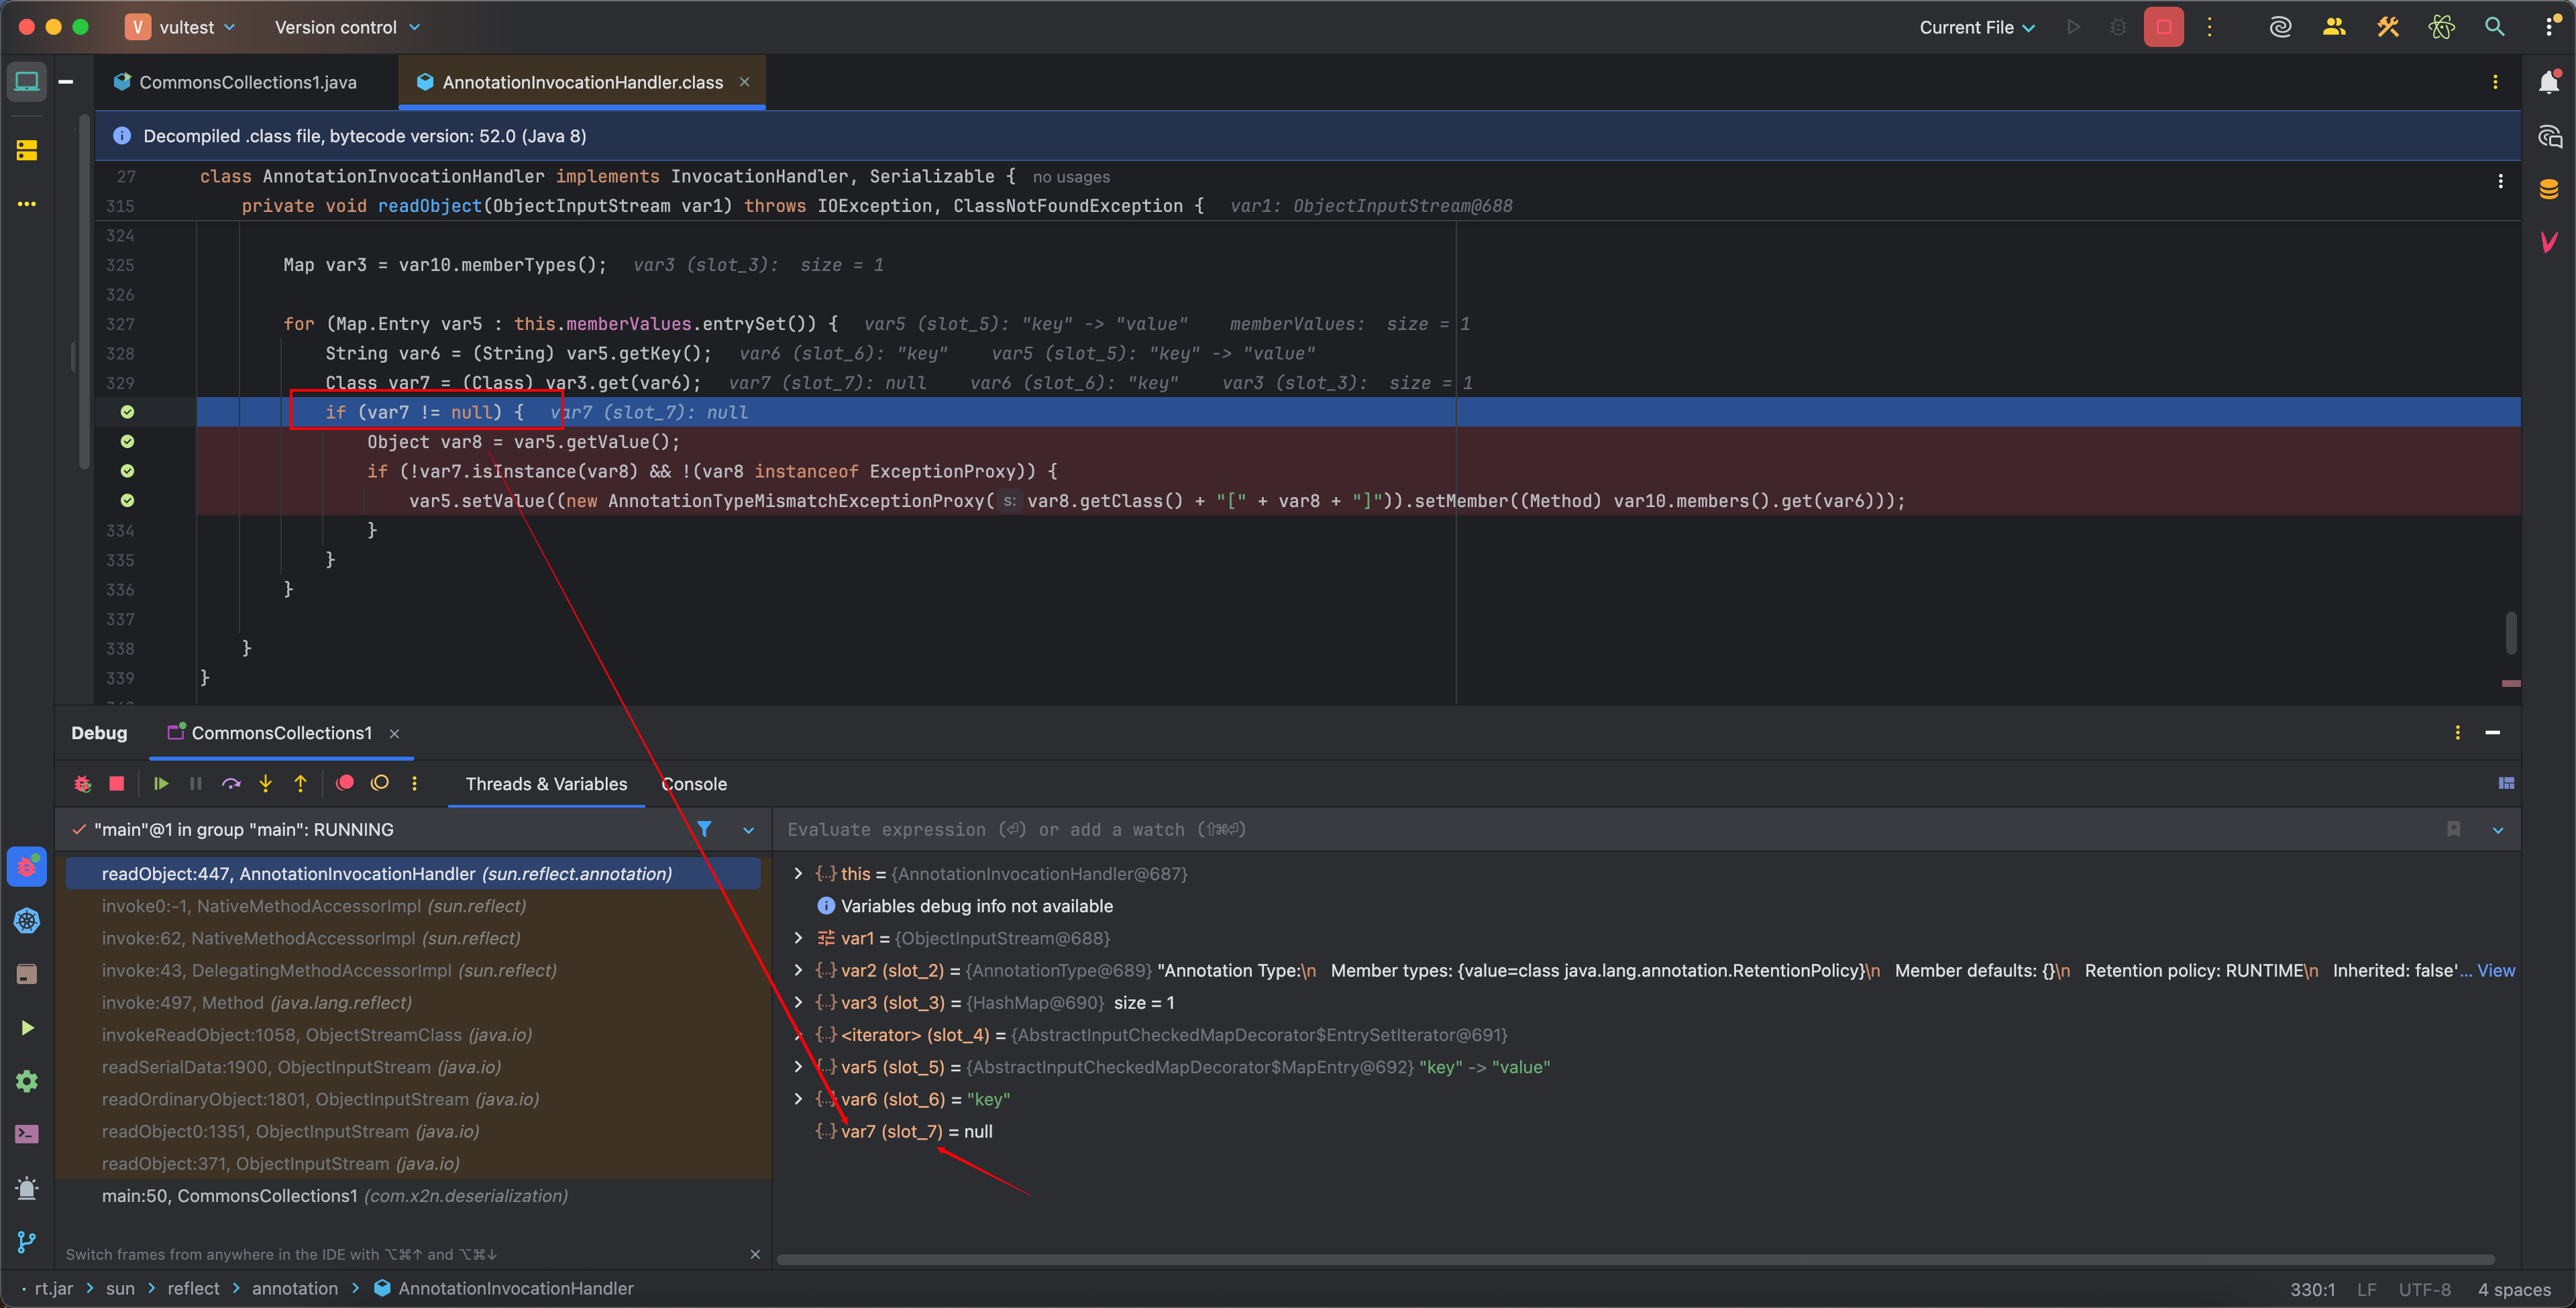 V vultest Version control Current File
CommonsCollections1.java AnnotationInvocationHandler.class
Decompiled .class file, bytecode version: 52.0 (Java 8)
27 class AnnotationInvocationHandler implements InvocationHandler, Serializable { no usages
315 private void readObject(ObjectInputStream var1) throws IOException, ClassNotFoundException { var1: ObjectInputStream@688
324
325 Map var3 = var10.memberTypes(); var3 (slot_3): size = 1
326
327 for (Map.Entry var5 : this.memberValues.entrySet()) { var5 (slot_5): "key" -> "value" memberValues: size = 1
328 String var6 = (String) var5.getKey(); var6 (slot_6): "key" var5 (slot_5): "key" -> "value"
329 Class var7 = (Class) var3.get(var6); var7 (slot_7): null var6 (slot_6): "key" var3 (slot_3): size = 1
if (var7 != null) { var7 (slot_7): null
Object var8 = var5.getValue();
if (!var7.isInstance(var8) && !(var8 instanceof ExceptionProxy)) {
var5.setValue((new AnnotationTypeMismatchExceptionProxy( s: var8.getClass() + "[" + var8 + "]")).setMember((Method) var10.members().get(var6)));
334 }
335 }
336 }
337
338 }
339 }
Debug CommonsCollections1
Threads & Variables Console
"main"@1 in group "main": RUNNING
Evaluate expression (⏎) or add a watch (⇧⌘⏎)
readObject:447, AnnotationInvocationHandler (sun.reflect.annotation)
invoke0:-1, NativeMethodAccessorImpl (sun.reflect)
invoke:62, NativeMethodAccessorImpl (sun.reflect)
invoke:43, DelegatingMethodAccessorImpl (sun.reflect)
invoke:497, Method (java.lang.reflect)
invokeReadObject:1058, ObjectStreamClass (java.io)
readSerialData:1900, ObjectInputStream (java.io)
readOrdinaryObject:1801, ObjectInputStream (java.io)
readObject0:1351, ObjectInputStream (java.io)
readObject:371, ObjectInputStream (java.io)
main:50, CommonsCollections1 (com.x2n.deserialization)
this = {AnnotationInvocationHandler@687}
Variables debug info not available
var1 = {ObjectInputStream@688}
var2 (slot_2) = {AnnotationType@689} "Annotation Type:\n Member types: {value=class java.lang.annotation.RetentionPolicy}\n Member defaults: {}\n Retention policy: RUNTIME\n Inherited: false"... View
var3 (slot_3) = {HashMap@690} size = 1
<iterator> (slot_4) = {AbstractInputCheckedMapDecorator$EntrySetIterator@691}
var5 (slot_5) = {AbstractInputCheckedMapDecorator$MapEntry@692} "key" -> "value"
var6 (slot_6) = "key"
var7 (slot_7) = null
Switch frames from anywhere in the IDE with ⌥⌘↑ and ⌥⌘↓
rt.jar > sun > reflect > annotation > AnnotationInvocationHandler
330:1 LF UTF-8 4 spaces